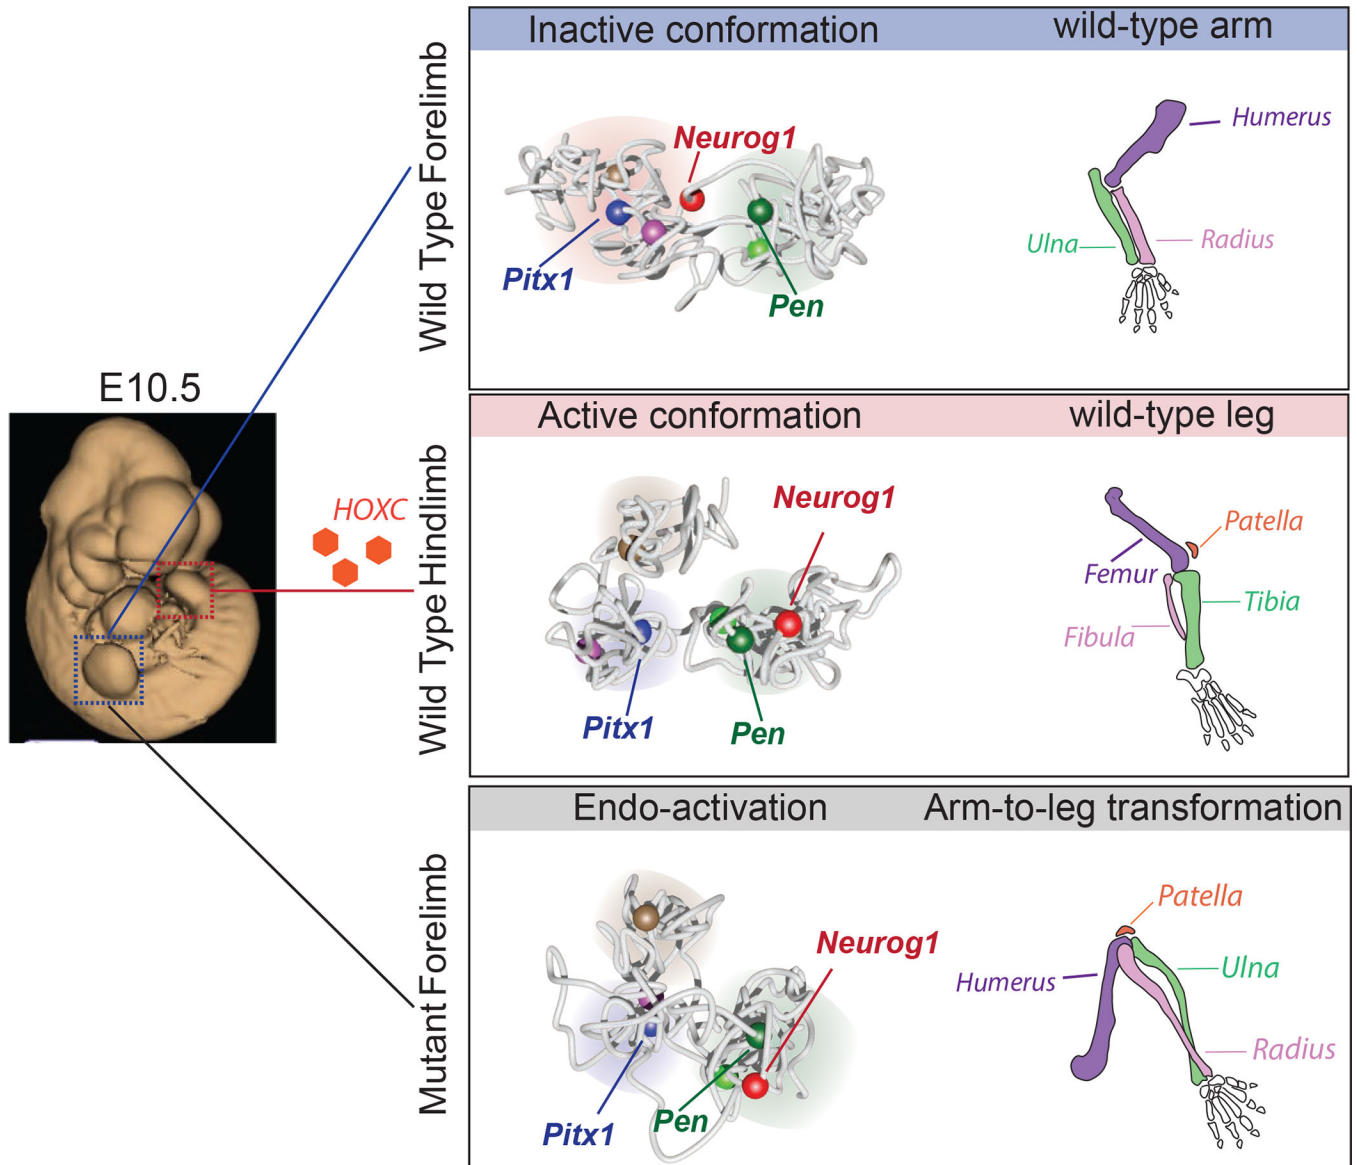 E10.5
HOXC
Wild Type Forelimb
Inactive conformation
wild-type arm
Neurog1
Pitx1
Pen
Humerus
Ulna
Radius
Wild Type Hindlimb
Active conformation
wild-type leg
Neurog1
Pitx1
Pen
Patella
Femur
Tibia
Fibula
Mutant Forelimb
Endo-activation
Arm-to-leg transformation
Neurog1
Pitx1
Pen
Patella
Humerus
Ulna
Radius